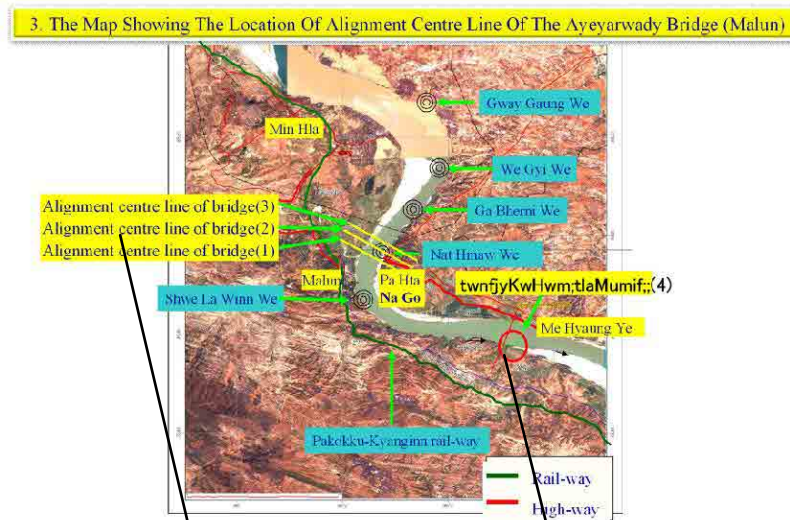 3. The Map Showing The Location Of Alignment Centre Line Of The Ayeyarwady Bridge (Malun)
Gway Gaung We
Min Hla
We Gyi We
Alignment centre line of bridge(3)
Ga Bherni We
Alignment centre line of bridge(2)
Alignment centre line of bridge(1)
Nat Hmaw We
Malun
Pa Hta
Na Go
twnfjyKwHwm;tlaMumif;;(4)
Shwe La Winn We
Me Hyaung Ye
Pakokku-Kyanginn rail-way
Rail-way
High-way